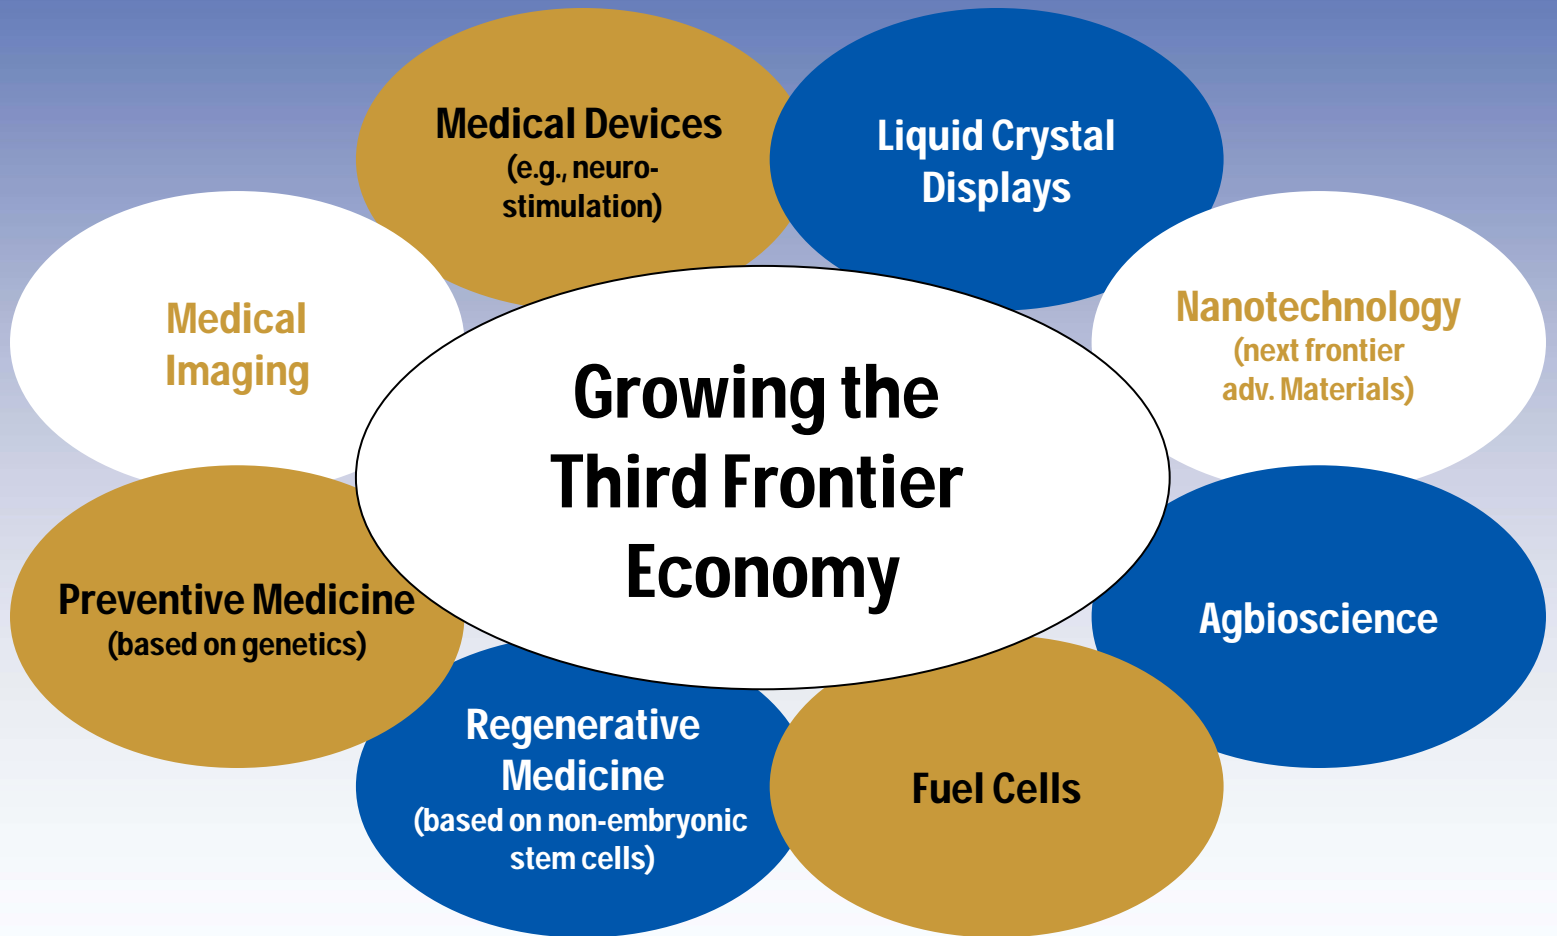 Medical Devices
(e.g., neuro-
stimulation)
Liquid Crystal
Displays
Medical
Imaging
Nanotechnology
(next frontier
adv. Materials)
Growing the
Third Frontier
Economy
Preventive Medicine
(based on genetics)
Agbioscience
Regenerative
Medicine
(based on non-embryonic
stem cells)
Fuel Cells